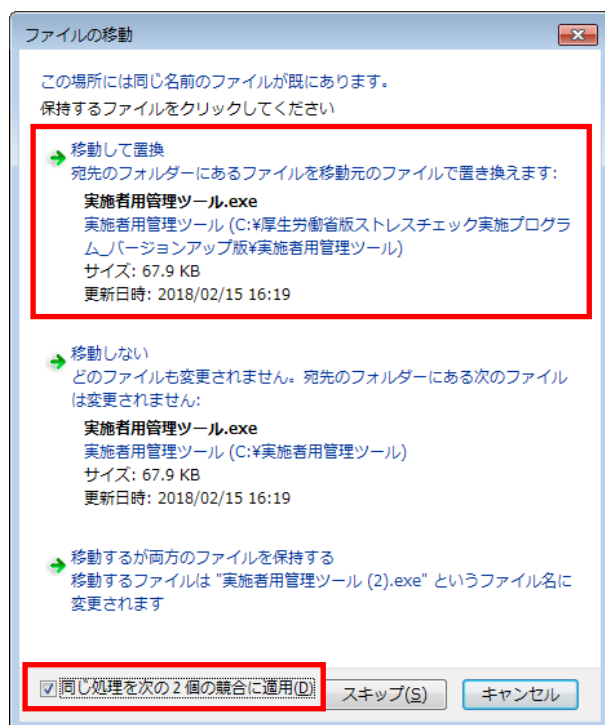 ファイルの移動
この場所には同じ名前のファイルが既にあります。
保持するファイルをクリックしてください
移動して置換
宛先のフォルダーにあるファイルを移動元のファイルで置き換えます:
実施者用管理ツール.exe
実施者用管理ツール (C:¥厚生労働省版ストレスチェック実施プログラ
ム_バージョンアップ版¥実施者用管理ツール)
サイズ: 67.9 KB
更新日時: 2018/02/15 16:19
移動しない
どのファイルも変更されません。宛先のフォルダーにある次のファイル
は変更されません:
実施者用管理ツール.exe
実施者用管理ツール (C:¥実施者用管理ツール)
サイズ: 67.9 KB
更新日時: 2018/02/15 16:19
移動するが両方のファイルを保持する
移動するファイルは "実施者用管理ツール (2).exe" というファイル名に
変更されます
同じ処理を次の 2 個の競合に適用(D)
スキップ(S)
キャンセル